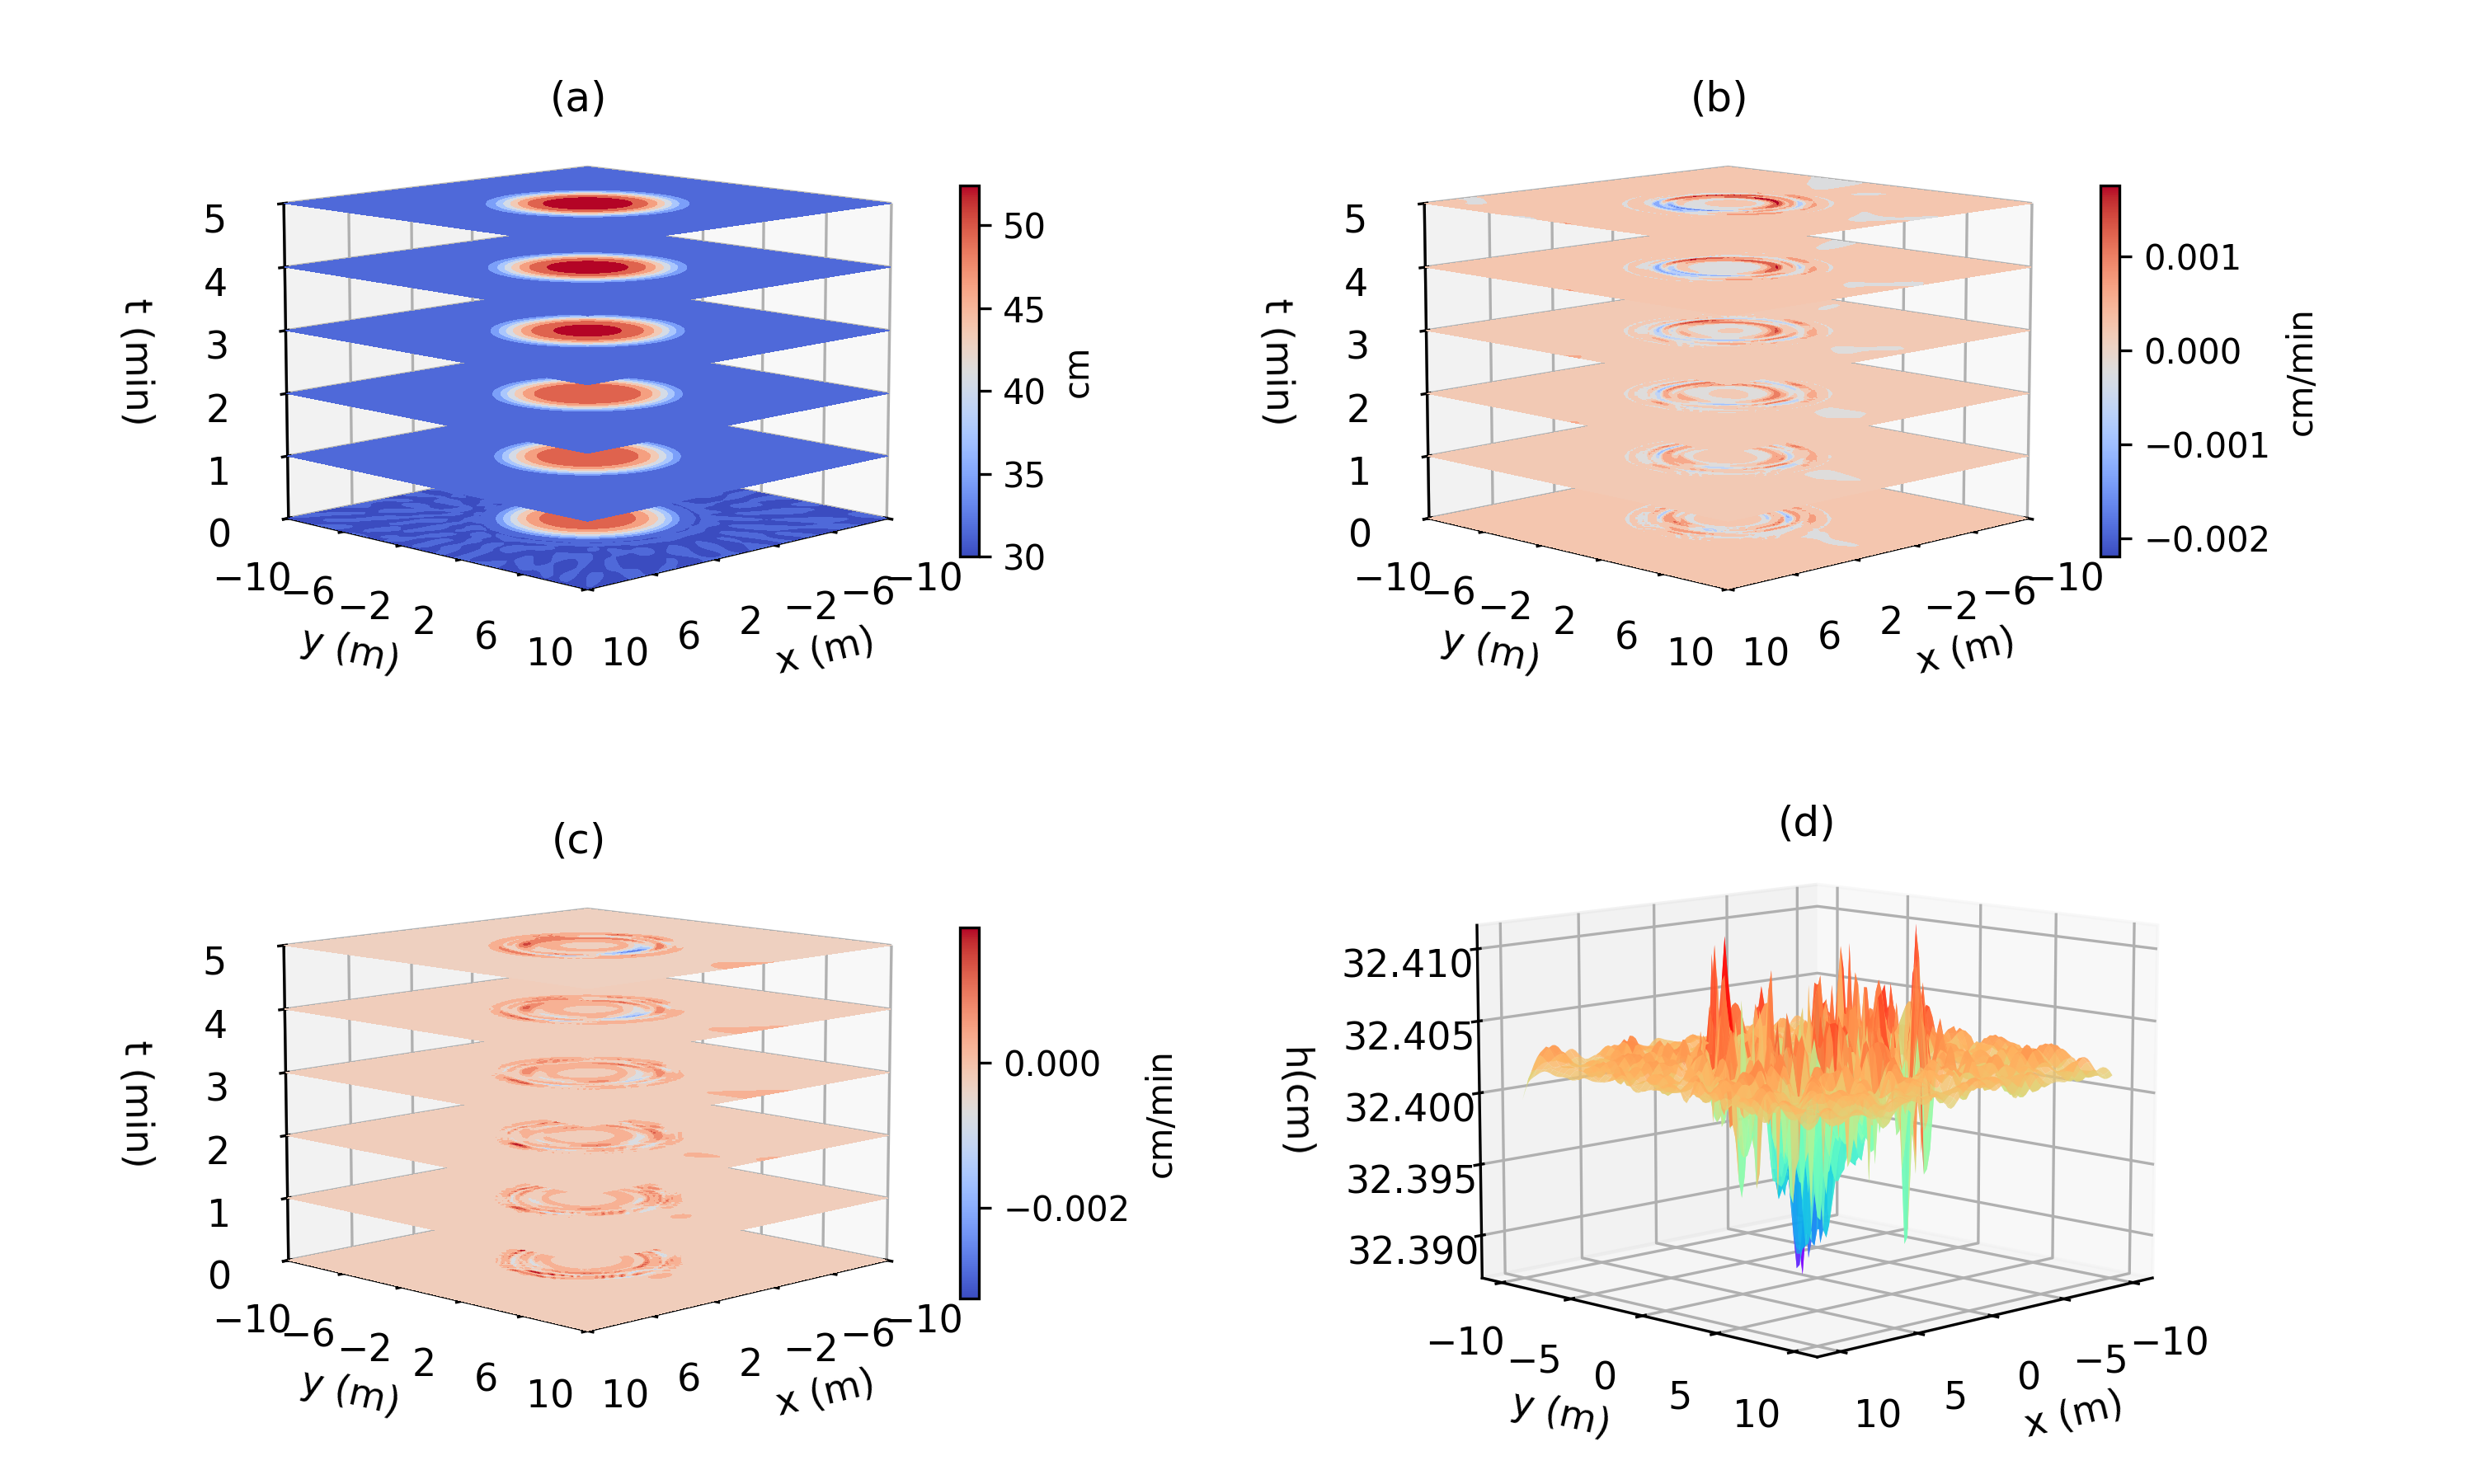 (a)
5
4
3
2
1
0
t (min)
−10 −6 −2 2 6 10
y (m)
10 6 2 −2 −6 −10
x (m)
50
45
40
35
30
cm
(b)
5
4
3
2
1
0
t (min)
−10 −6 −2 2 6 10
y (m)
10 6 2 −2 −6 −10
x (m)
0.001
0.000
−0.001
−0.002
cm/min
(c)
5
4
3
2
1
0
t (min)
−10 −6 −2 2 6 10
y (m)
10 6 2 −2 −6 −10
x (m)
0.000
−0.002
cm/min
(d)
32.410
32.405
32.400
32.395
32.390
h(cm)
−10 −5 0 5 10
y (m)
10 5 0 −5 −10
x (m)